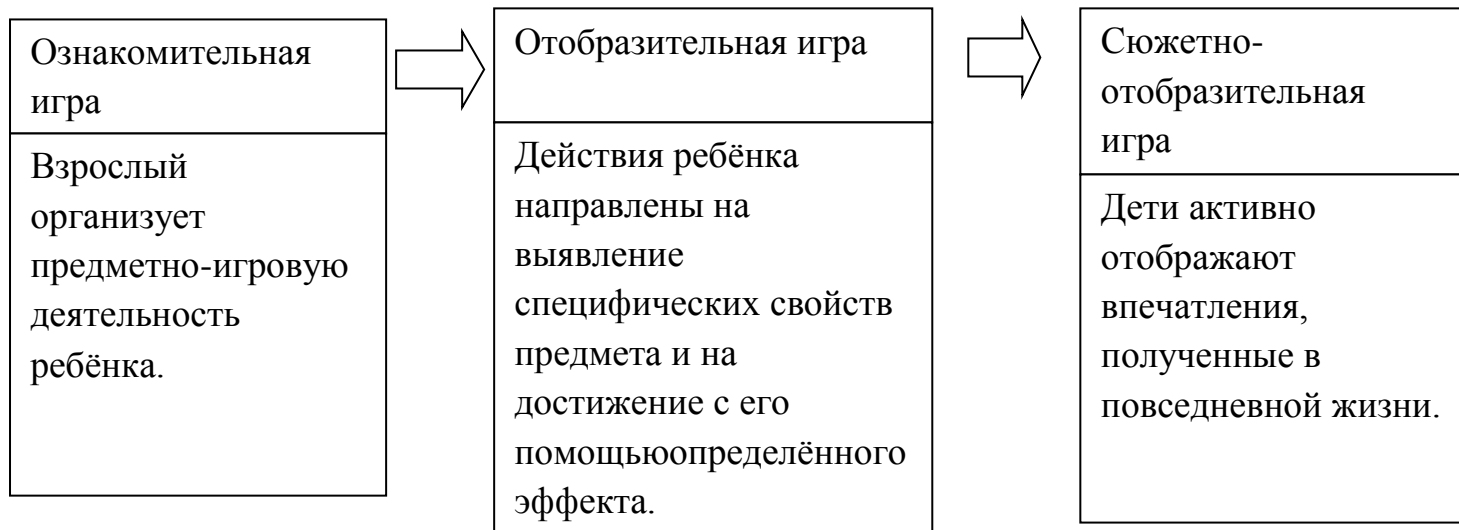 Ознакомительная
игра
Взрослый
организует
предметно-игровую
деятельность
ребёнка.
Отобразительная игра
Действия ребёнка
направлены на
выявление
специфических свойств
предмета и на
достижение с его
помощьюопределённого
эффекта.
Сюжетно-
отобразительная
игра
Дети активно
отображают
впечатления,
полученные в
повседневной жизни.